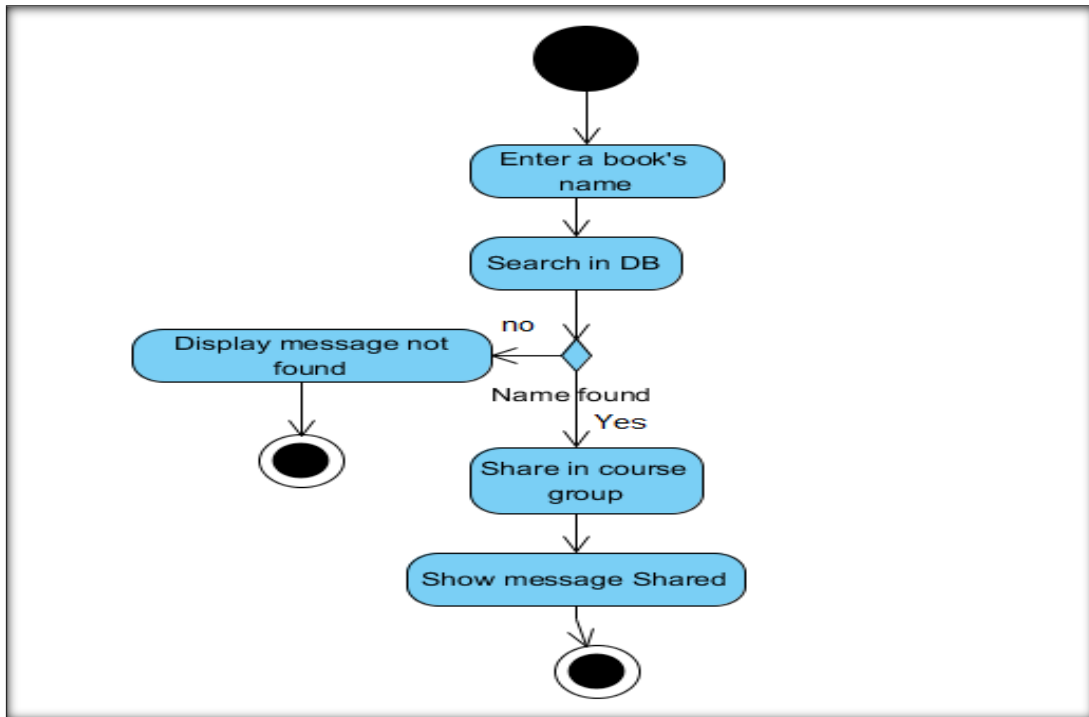 Enter a book's
name
Search in DB
no
Display message not
found
Name found
Yes
Share in course
group
Show message Shared